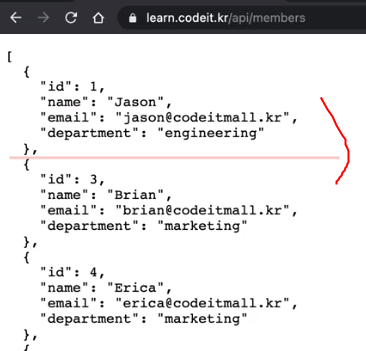 learn.codeit.kr/api/members
[
{
"id": 1,
"name": "Jason",
"email": "jason@codeitmall.kr",
"department": "engineering"
},
{
"id": 3,
"name": "Brian",
"email": "brian@codeitmall.kr",
"department": "marketing"
},
{
"id": 4,
"name": "Erica",
"email": "erica@codeitmall.kr",
"department": "marketing"
},
{